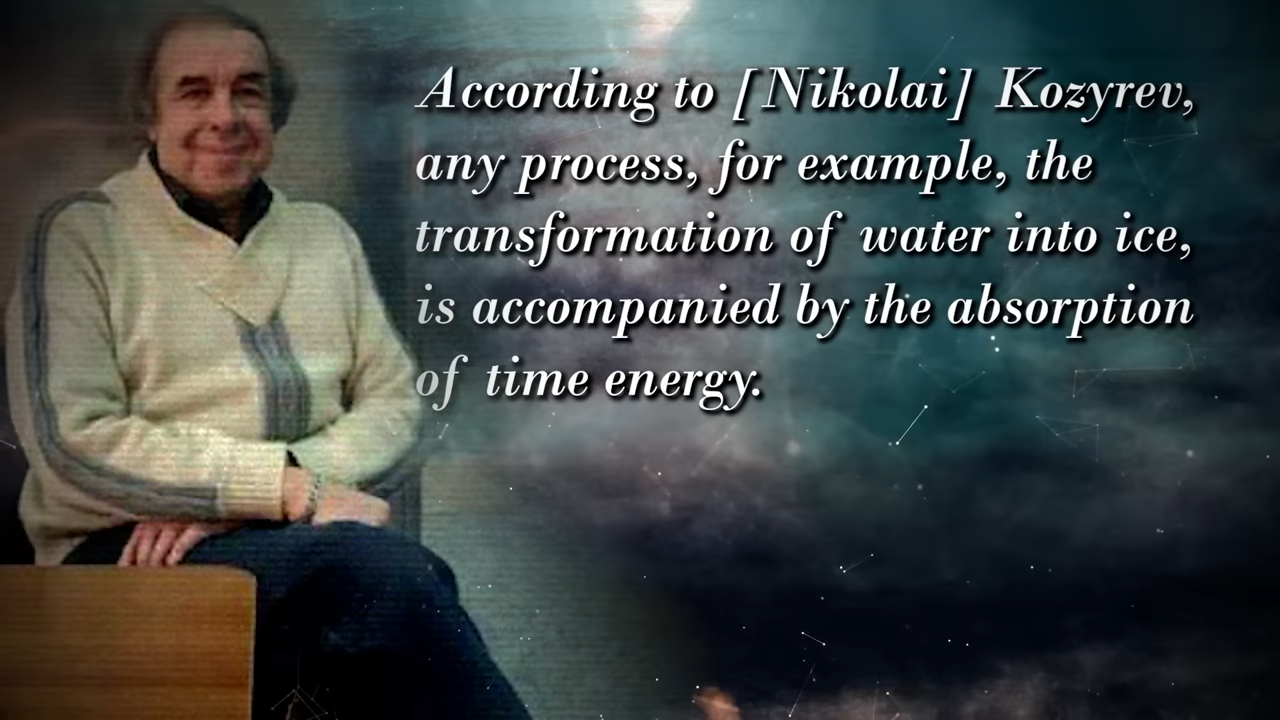 According to [Nikolai] Kozyrev,
any process, for example, the
transformation of water into ice,
is accompanied by the absorption
of time energy.